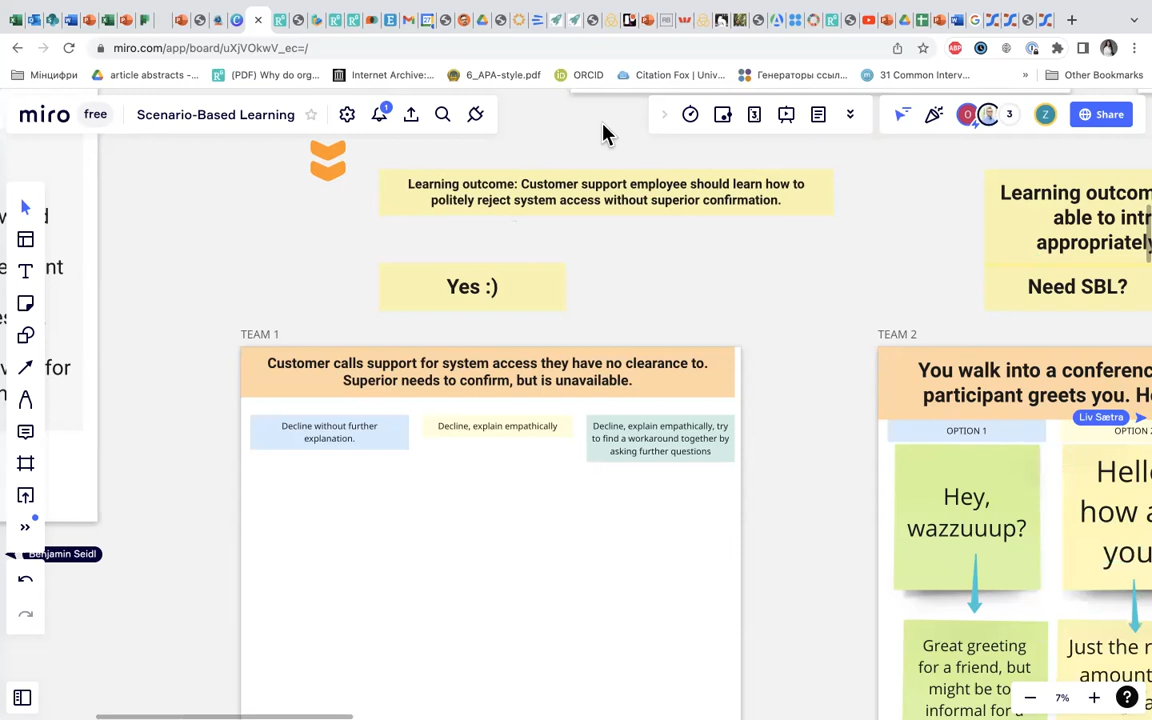 miro.com/app/board/uXjVOkwV_ec=/
Мінцифри
article abstracts -...
(PDF) Why do org...
Internet Archive:...
6_APA-style.pdf
ORCID
Citation Fox | Univ...
Генераторы ссыл...
31 Common Interv...
»
Other Bookmarks
miro
free
Scenario-Based Learning
1
3
Z
Share
Learning outcome: Customer support employee should learn how to
politely reject system access without superior confirmation.
Learning outcom
able to intr
appropriately
Yes :)
Need SBL?
TEAM 1
TEAM 2
Customer calls support for system access they have no clearance to.
Superior needs to confirm, but is unavailable.
You walk into a conference
participant greets you. H
Liv Sætra
Decline without further
explanation.
Decline, explain empathically
Decline, explain empathically, try
to find a workaround together by
asking further questions
OPTION 1
OPTION 2
Hey,
wazzuuup?
Hell
how a
you
Benjamin Seidl
Great greeting
for a friend, but
might be to
informal for a
Just the r
amount
7%